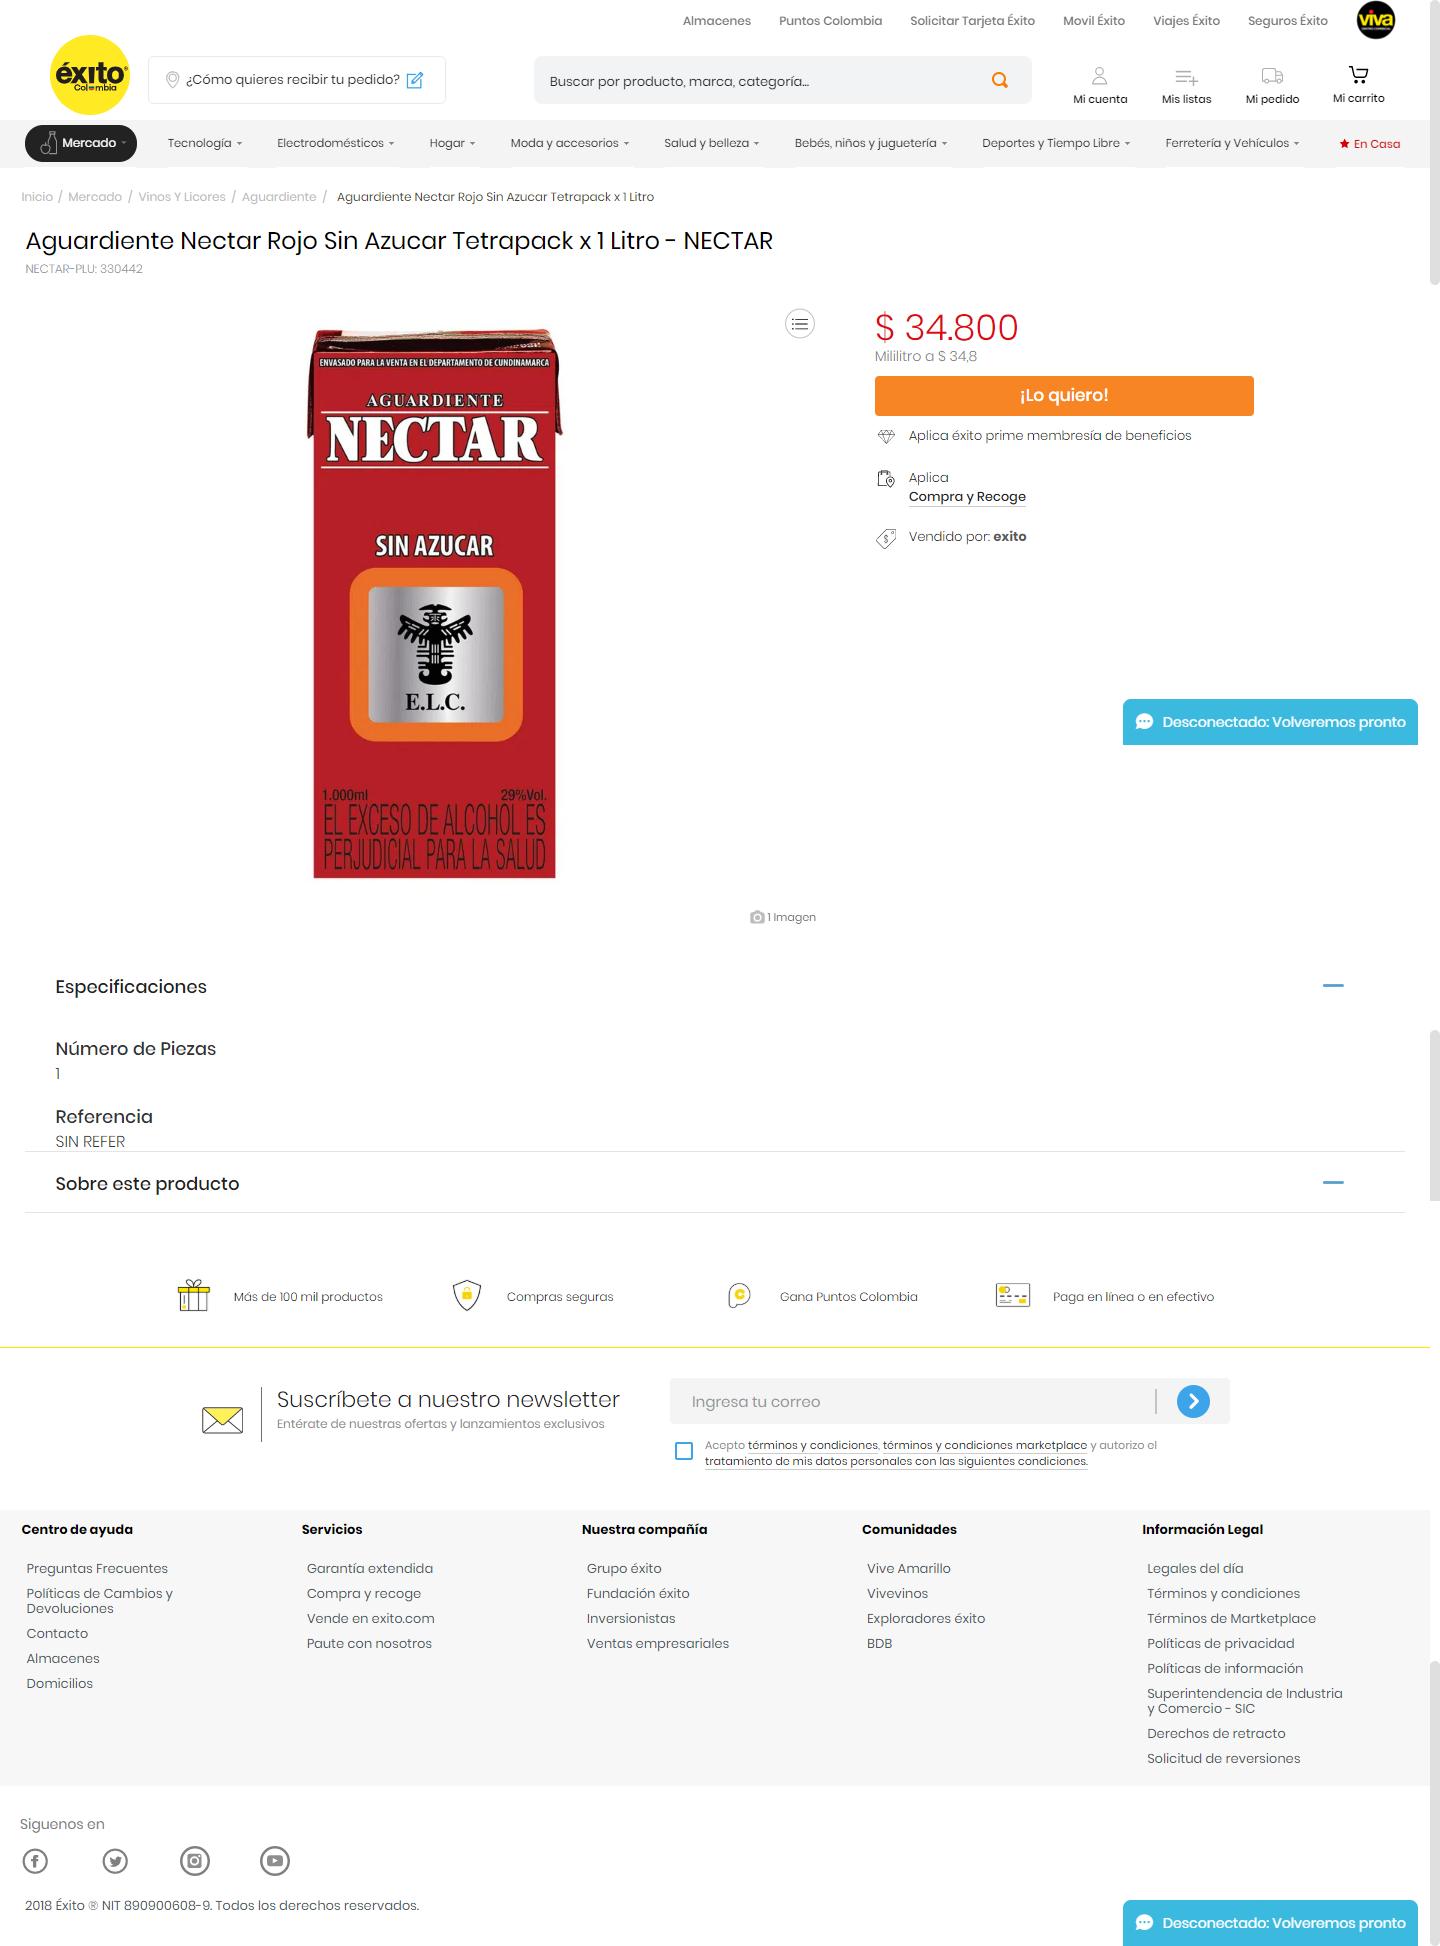 Almacenes Puntos Colombia Solicitar Tarjeta Éxito Movil Éxito Viajes Éxito Seguros Éxito viva
éxito
Colombia
¿Cómo quieres recibir tu pedido?
Buscar por producto, marca, categoría...
Mi cuenta Mis listas Mi pedido Mi carrito
Mercado Tecnología Electrodomésticos Hogar Moda y accesorios Salud y belleza Bebés, niños y juguetería Deportes y Tiempo Libre Ferretería y Vehículos En Casa
Inicio / Mercado / Vinos Y Licores / Aguardiente / Aguardiente Nectar Rojo Sin Azucar Tetrapack x 1 Litro
Aguardiente Nectar Rojo Sin Azucar Tetrapack x 1 Litro - NECTAR
NECTAR-PLU: 330442
ENVASADO PARA LA VENTA EN EL DEPARTAMENTO DE CUNDINAMARCA
AGUARDIENTE
NECTAR
SIN AZUCAR
E.L.C.
1.000ml 29%Vol.
EL EXCESO DE ALCOHOL ES
PERJUDICIAL PARA LA SALUD
1 Imagen
$ 34.800
Mililitro a $ 34,8
¡Lo quiero!
Aplica éxito prime membresía de beneficios
Aplica
Compra y Recoge
Vendido por: exito
Desconectado: Volveremos pronto
Especificaciones
Número de Piezas
1
Referencia
SIN REFER
Sobre este producto
Más de 100 mil productos Compras seguras Gana Puntos Colombia Paga en línea o en efectivo
Suscríbete a nuestro newsletter
Entérate de nuestras ofertas y lanzamientos exclusivos
Ingresa tu correo
Acepto términos y condiciones, términos y condiciones marketplace y autorizo el
tratamiento de mis datos personales con las siguientes condiciones.
Centro de ayuda
Preguntas Frecuentes
Políticas de Cambios y
Devoluciones
Contacto
Almacenes
Domicilios
Servicios
Garantía extendida
Compra y recoge
Vende en exito.com
Paute con nosotros
Nuestra compañía
Grupo éxito
Fundación éxito
Inversionistas
Ventas empresariales
Comunidades
Vive Amarillo
Vivevinos
Exploradores éxito
BDB
Información Legal
Legales del día
Términos y condiciones
Términos de Martketplace
Políticas de privacidad
Políticas de información
Superintendencia de Industria
y Comercio - SIC
Derechos de retracto
Solicitud de reversiones
Siguenos en
2018 Éxito ® NIT 890900608-9. Todos los derechos reservados.
Desconectado: Volveremos pronto